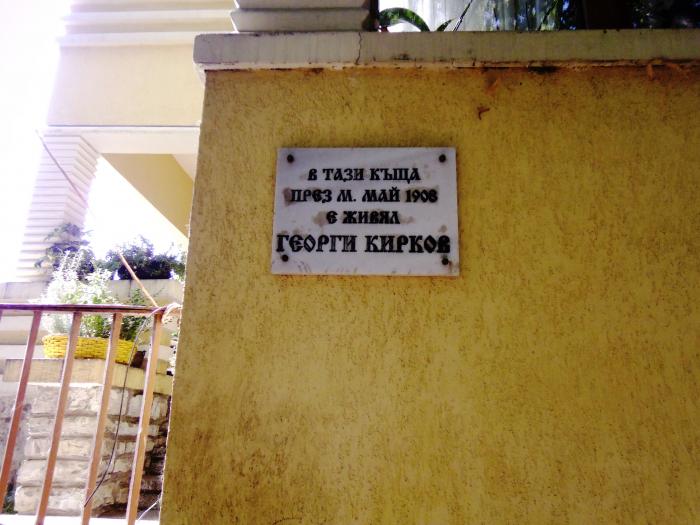 В ТАЗИ КЪЩА
ПРЕЗ М. МАЙ 1908
Е ЖИВЯЛ
ГЕОРГИ КИРКОВ